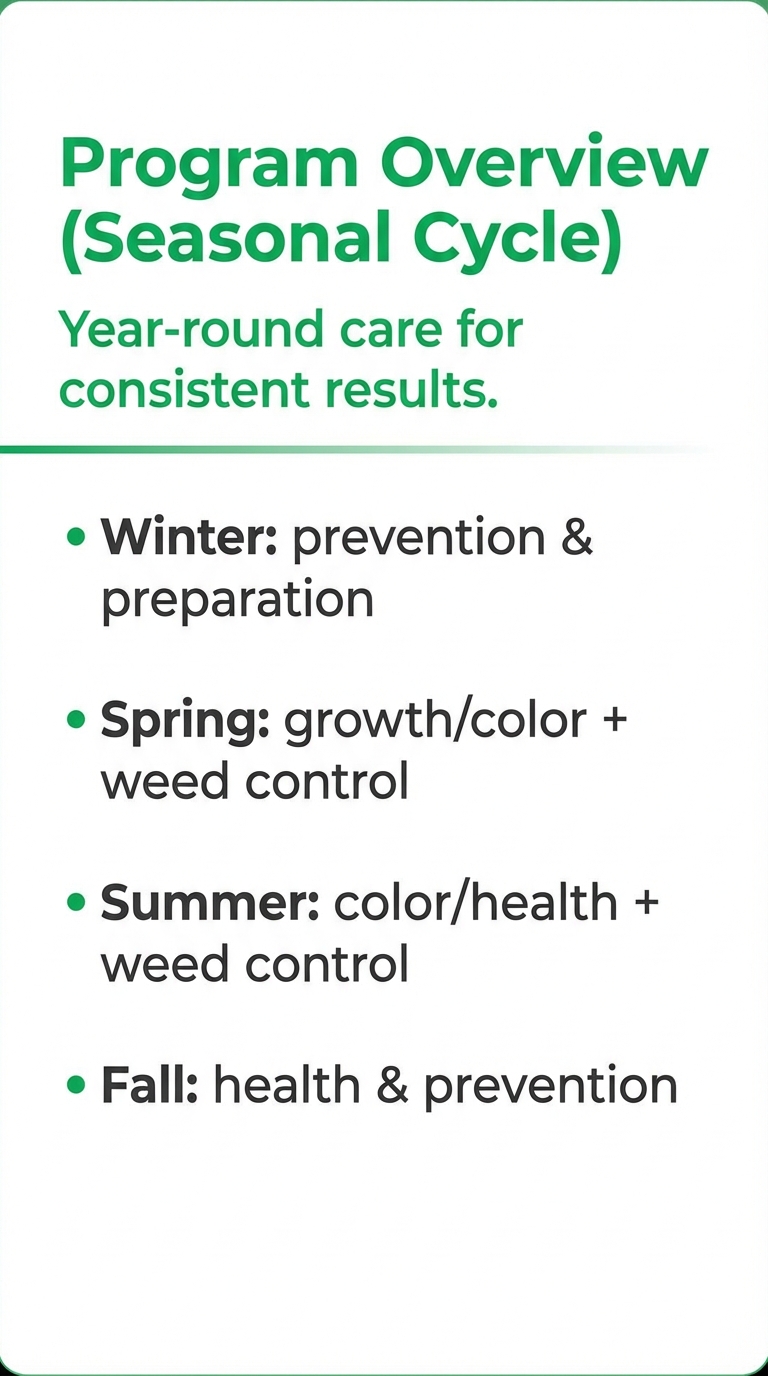 Program Overview
(Seasonal Cycle)
Year-round care for
consistent results.
• Winter: prevention &
preparation
• Spring: growth/color +
weed control
• Summer: color/health +
weed control
• Fall: health & prevention